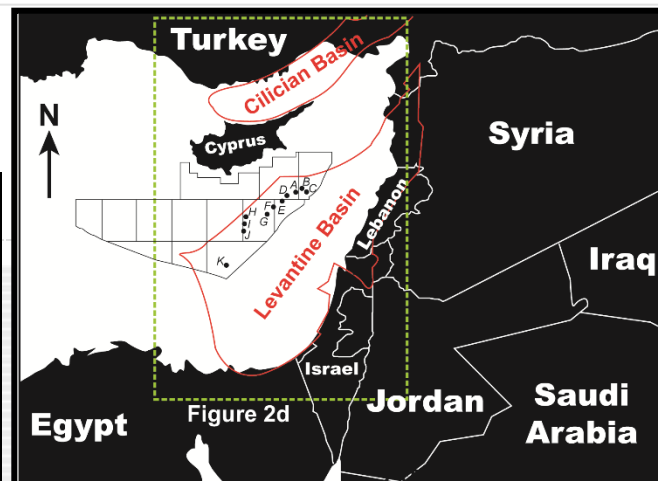 Turkey
Cilician Basin
N
Cyprus
Syria
B
A
C
D
E
F
G
H
J
K
Levantine Basin
Lebanon
Iraq
Israel
Figure 2d
Jordan
Egypt
Saudi
Arabia